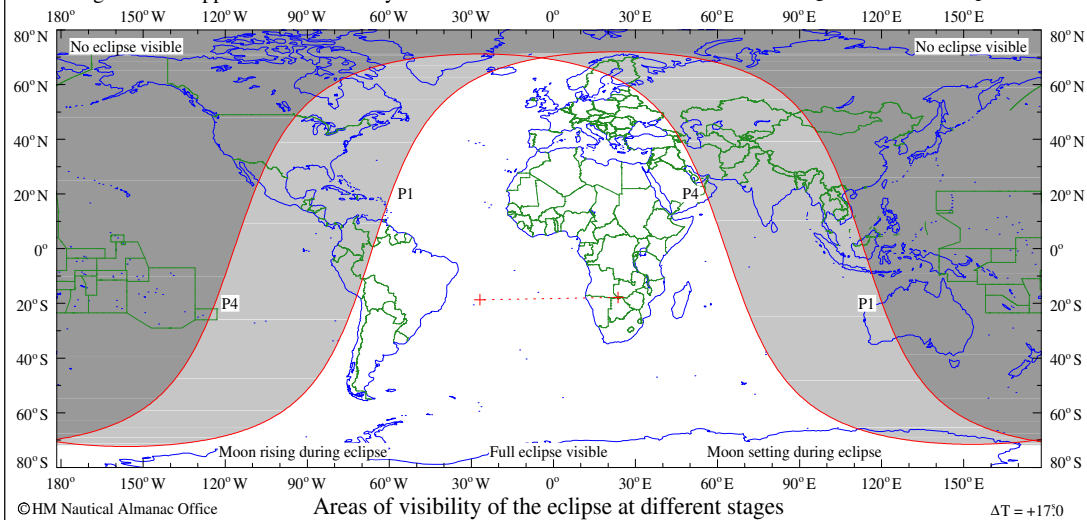 150° W 120° W 90° W 60° W 30° W 0° 30° E 60° E 90° E 120° E 150° E
80° N 80° N
No eclipse visible No eclipse visible
60° N 60° N
40° N 40° N
20° N P1 P4 20° N
0° 0°
20° S P4 P1 20° S
40° S 40° S
60° S 60° S
Moon rising during eclipse Full eclipse visible Moon setting during eclipse
80° S 80° S
180° 150° W 120° W 90° W 60° W 30° W 0° 30° E 60° E 90° E 120° E 150° E
©HM Nautical Almanac Office Areas of visibility of the eclipse at different stages ΔT = +17ˢ.0